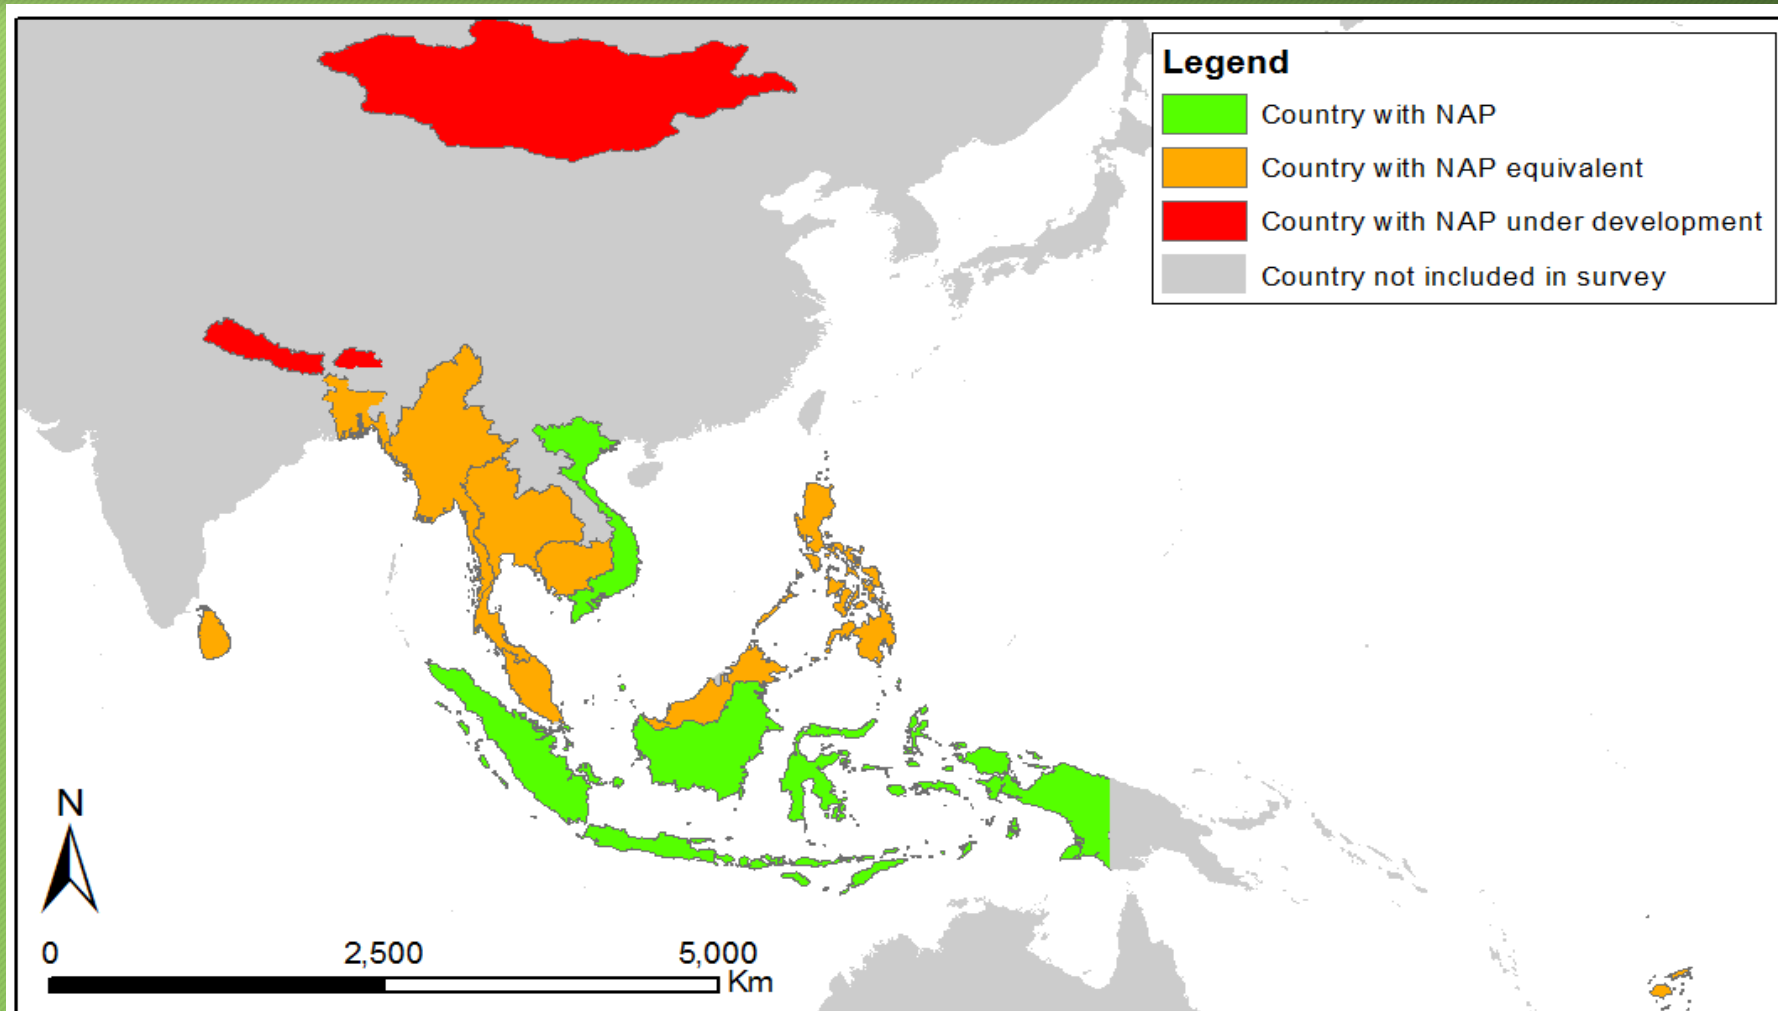 Legend
Country with NAP
Country with NAP equivalent
Country with NAP under development
Country not included in survey
N
0 2,500 5,000
Km